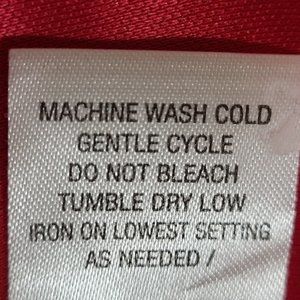 MACHINE WASH COLD
GENTLE CYCLE
DO NOT BLEACH
TUMBLE DRY LOW
IRON ON LOWEST SETTING
AS NEEDED /